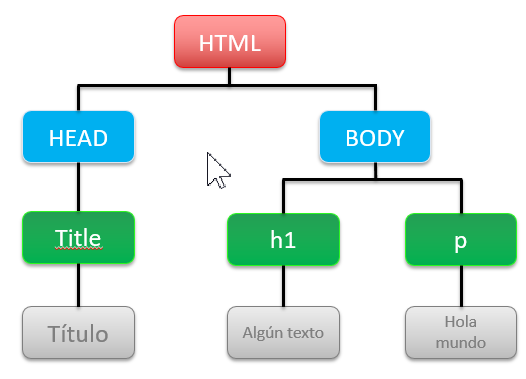 HTML
HEAD
BODY
Title
h1
p
Título
Algún texto
Hola
mundo